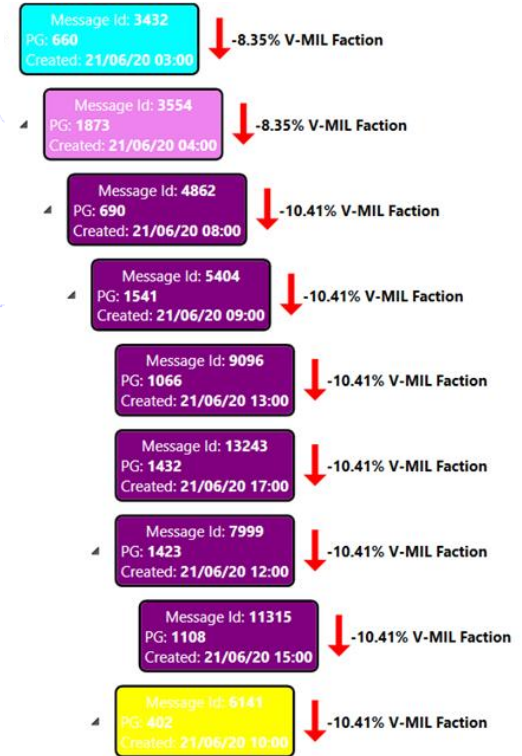 Message Id: 3432
PG: 660
Created: 21/06/20 03:00
-8.35% V-MIL Faction
Message Id: 3554
PG: 1873
Created: 21/06/20 04:00
-8.35% V-MIL Faction
Message Id: 4862
PG: 690
Created: 21/06/20 08:00
-10.41% V-MIL Faction
Message Id: 5404
PG: 1541
Created: 21/06/20 09:00
-10.41% V-MIL Faction
Message Id: 9096
PG: 1066
Created: 21/06/20 13:00
-10.41% V-MIL Faction
Message Id: 13243
PG: 1432
Created: 21/06/20 17:00
-10.41% V-MIL Faction
Message Id: 7999
PG: 1423
Created: 21/06/20 12:00
-10.41% V-MIL Faction
Message Id: 11315
PG: 1108
Created: 21/06/20 15:00
-10.41% V-MIL Faction
Message Id: 6141
PG: 402
Created: 21/06/20 10:00
-10.41% V-MIL Faction